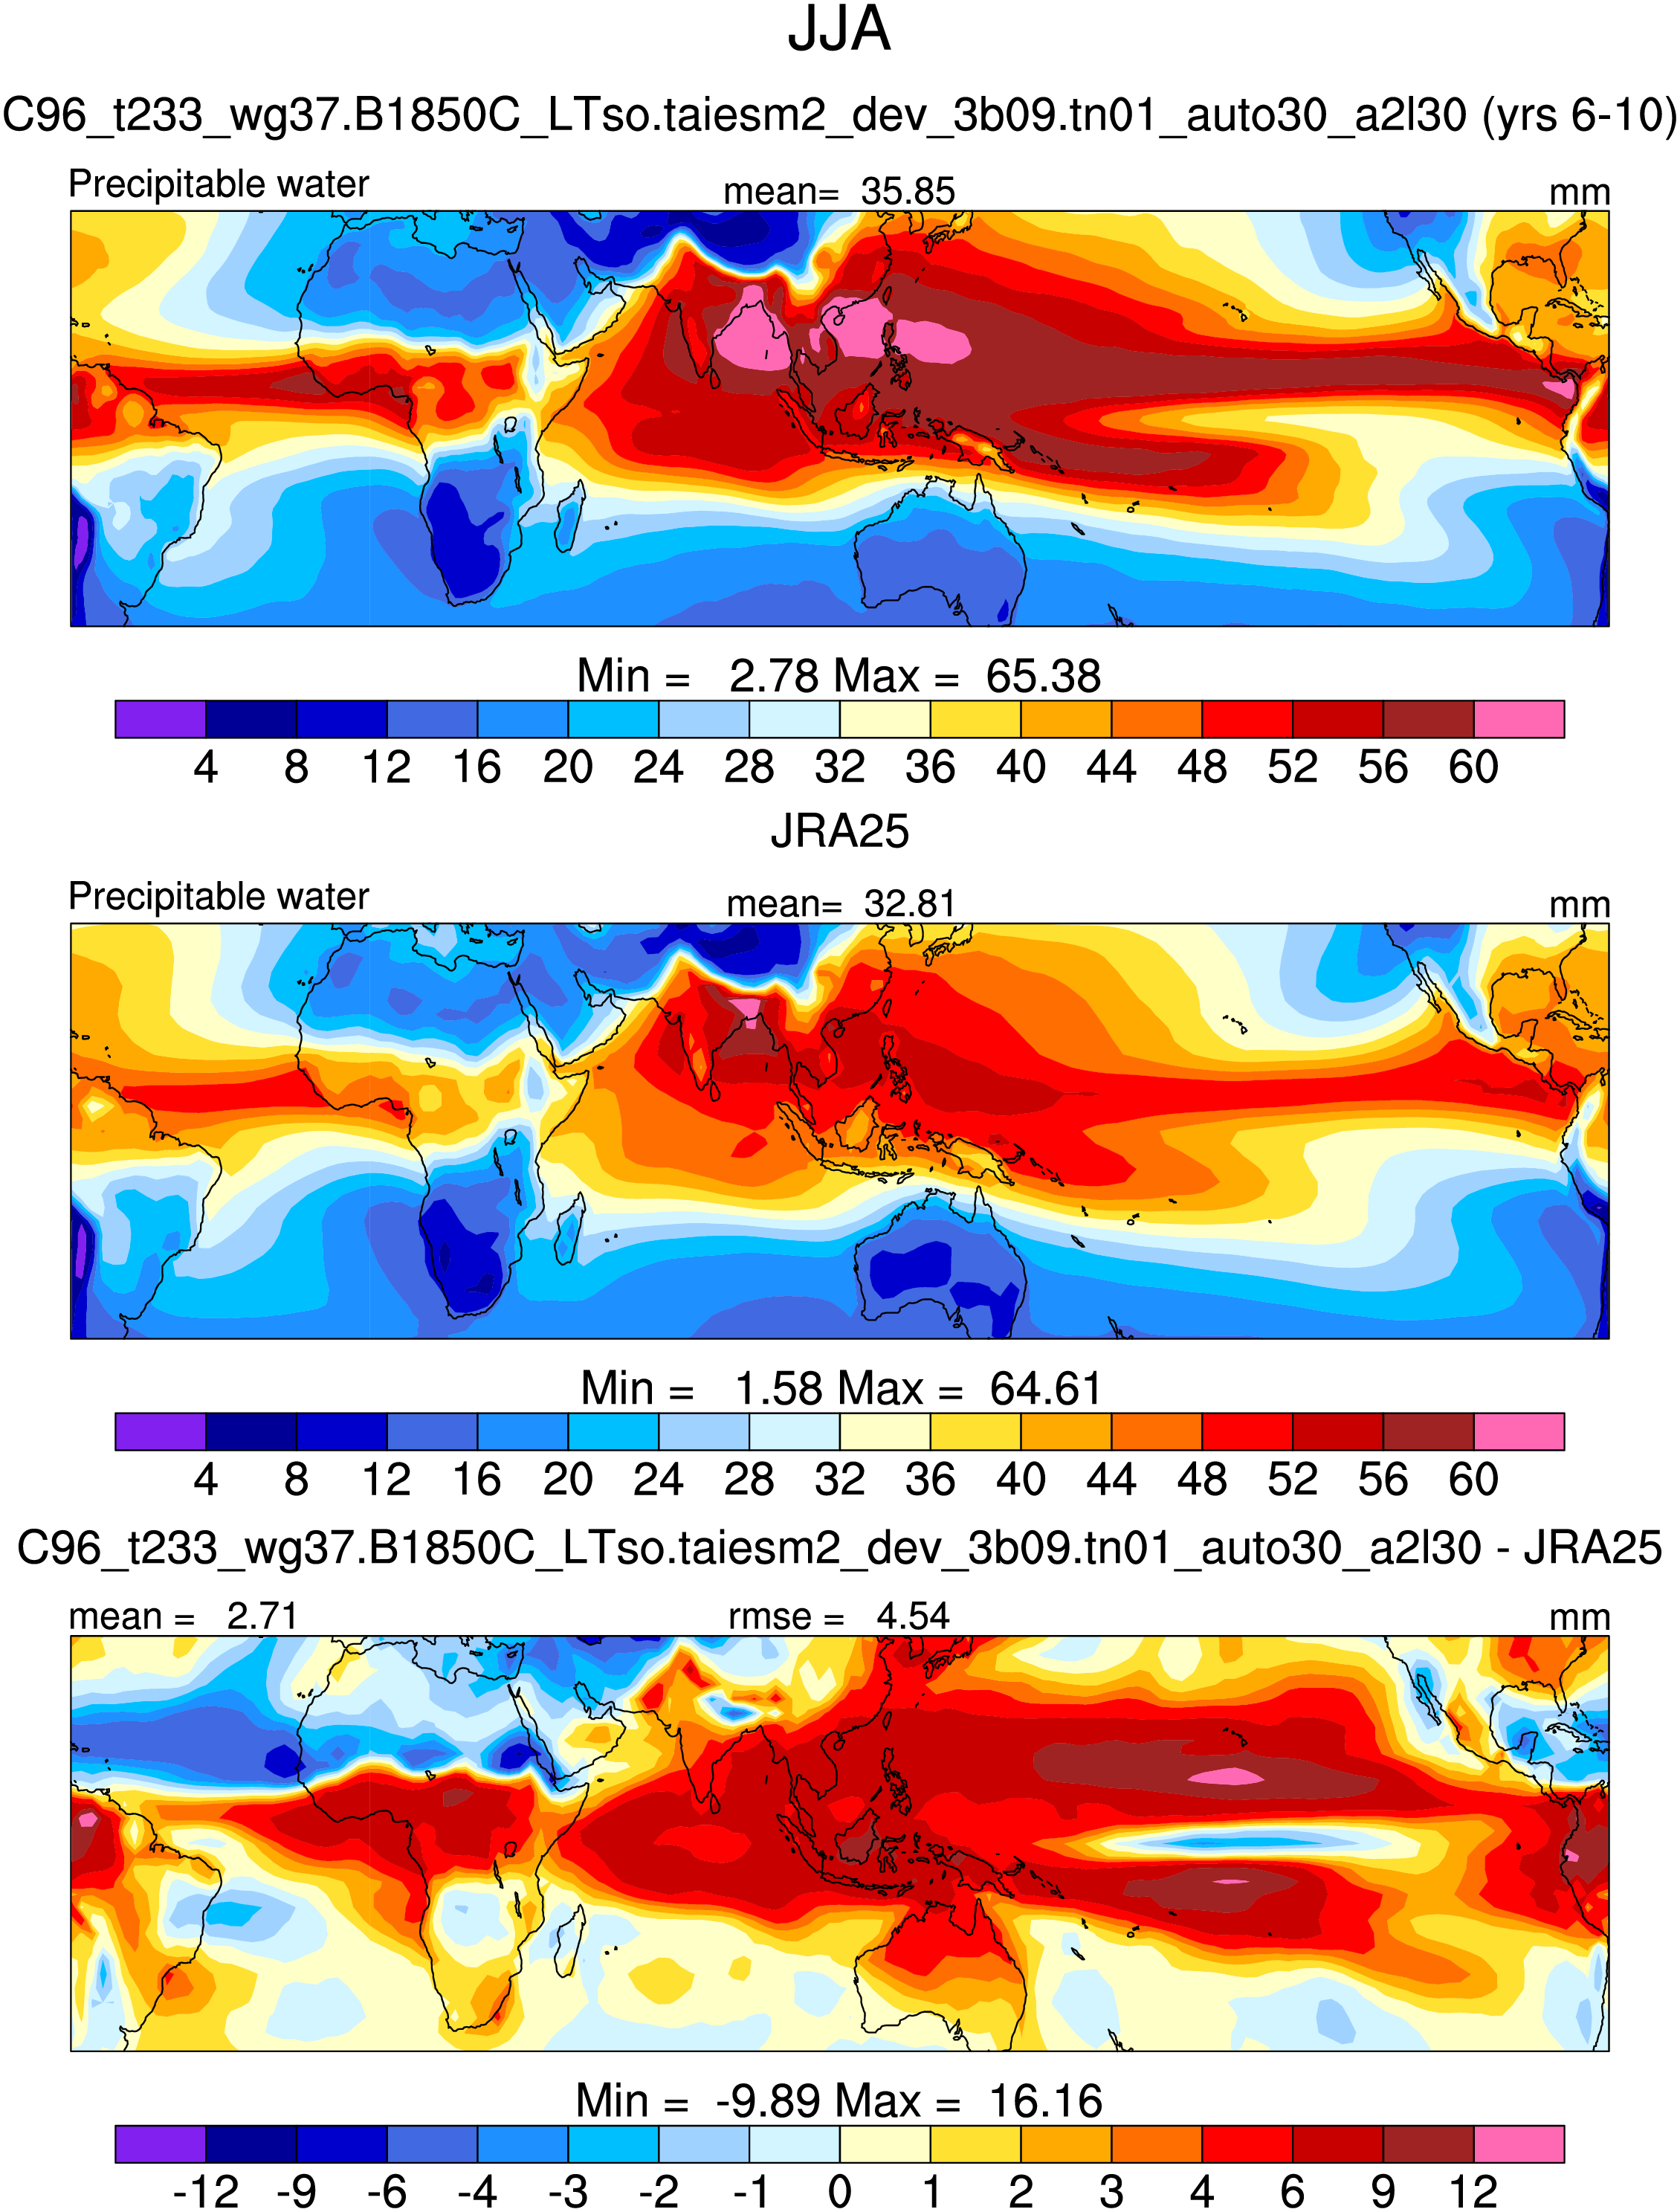 JJA
C96_t233_wg37.B1850C_LTso.taiesm2_dev_3b09.tn01_auto30_a2l30 (yrs 6-10)
Precipitable water mean= 35.85 mm
Min = 2.78 Max = 65.38
4 8 12 16 20 24 28 32 36 40 44 48 52 56 60
JRA25
Precipitable water mean= 32.81 mm
Min = 1.58 Max = 64.61
4 8 12 16 20 24 28 32 36 40 44 48 52 56 60
C96_t233_wg37.B1850C_LTso.taiesm2_dev_3b09.tn01_auto30_a2l30 - JRA25
mean = 2.71 rmse = 4.54 mm
Min = -9.89 Max = 16.16
-12 -9 -6 -4 -3 -2 -1 0 1 2 3 4 6 9 12